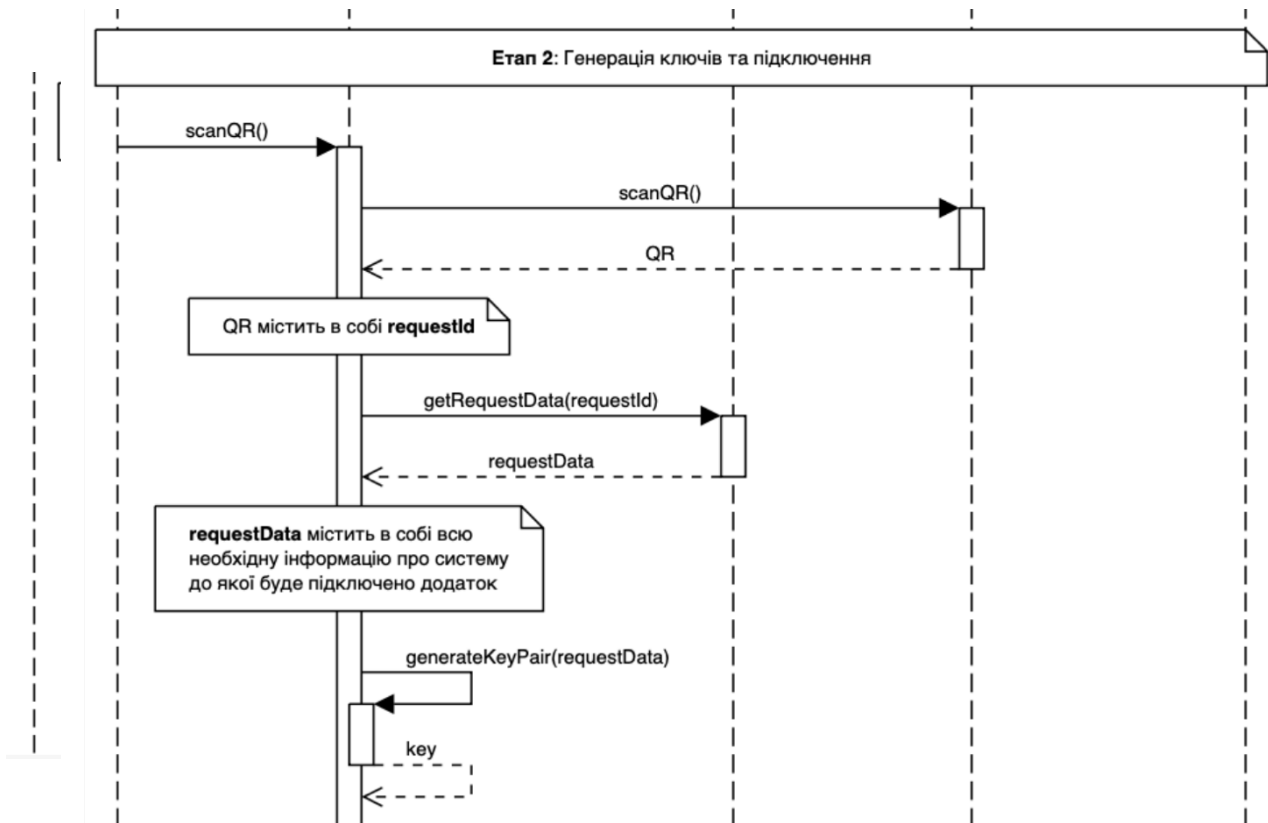 Етап 2: Генерація ключів та підключення
scanQR()
scanQR()
QR
QR містить в собі requestId
getRequestData(requestId)
requestData
requestData містить в собі всю
необхідну інформацію про систему
до якої буде підключено додаток
generateKeyPair(requestData)
key